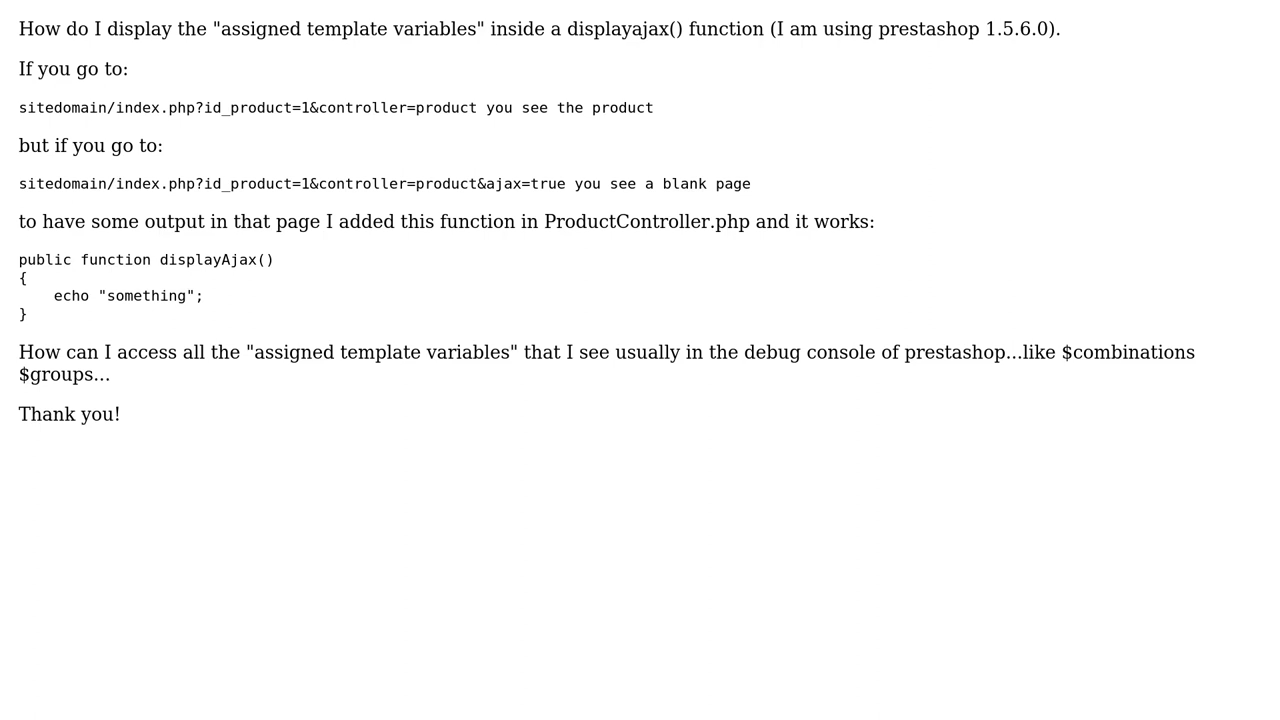 How do I display the "assigned template variables" inside a displayajax() function (I am using prestashop 1.5.6.0).
If you go to:
sitedomain/index.php?id_product=1&controller=product you see the product
but if you go to:
sitedomain/index.php?id_product=1&controller=product&ajax=true you see a blank page
to have some output in that page I added this function in ProductController.php and it works:
public function displayAjax()
{
    echo "something";
}
How can I access all the "assigned template variables" that I see usually in the debug console of prestashop...like $combinations
$groups...
Thank you!